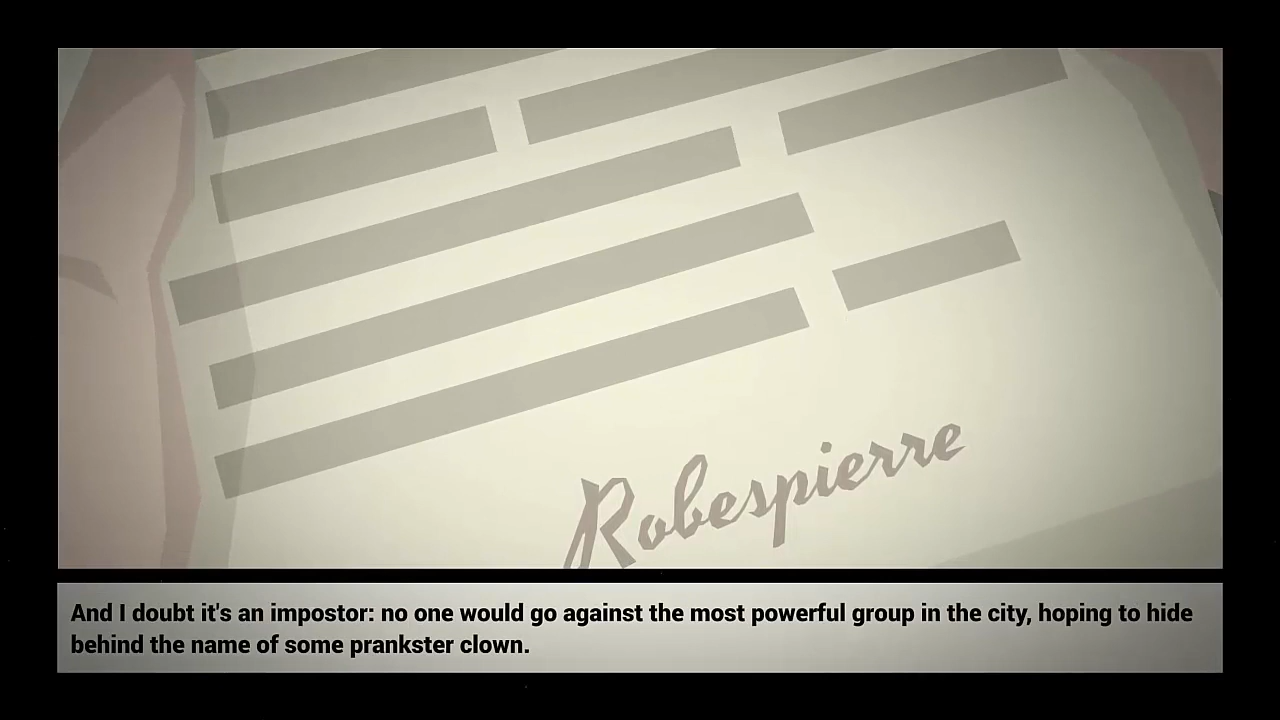 Robespierre
And I doubt it's an impostor: no one would go against the most powerful group in the city, hoping to hide
behind the name of some prankster clown.